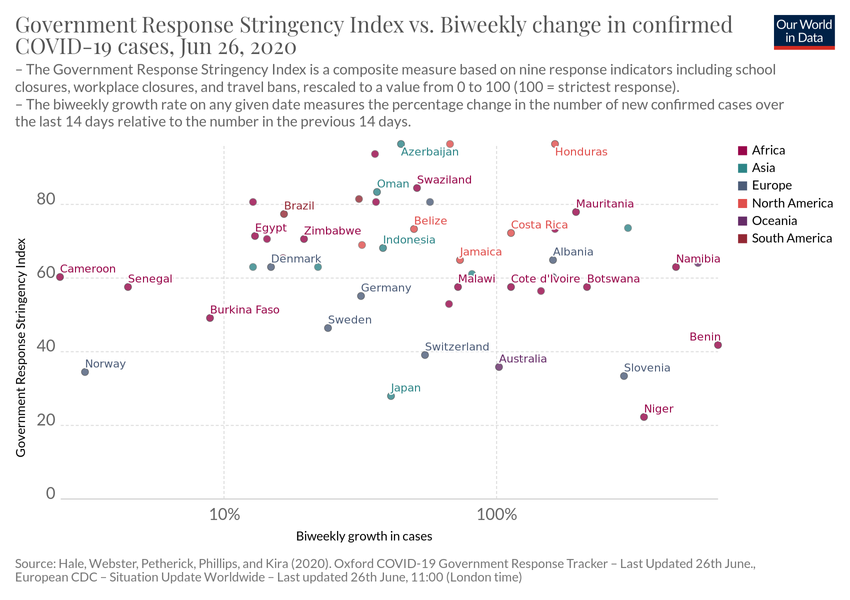 Government Response Stringency Index vs. Biweekly change in confirmed
COVID-19 cases, Jun 26, 2020
Our World
in Data
– The Government Response Stringency Index is a composite measure based on nine response indicators including school
closures, workplace closures, and travel bans, rescaled to a value from 0 to 100 (100 = strictest response).
– The biweekly growth rate on any given date measures the percentage change in the number of new confirmed cases over
the last 14 days relative to the number in the previous 14 days.
Africa
Asia
Europe
North America
Oceania
South America
Azerbaijan
Honduras
Oman
Swaziland
80
Brazil
Mauritania
Egypt
Zimbabwe
Belize
Costa Rica
Indonesia
Jamaica
Albania
Denmark
Namibia
Cameroon
60
Senegal
Malawi
Cote d'Ivoire
Botswana
Germany
Burkina Faso
Sweden
Benin
Switzerland
40
Australia
Norway
Slovenia
Japan
Niger
20
0
Government Response Stringency Index
10%
100%
Biweekly growth in cases
Source: Hale, Webster, Petherick, Phillips, and Kira (2020). Oxford COVID-19 Government Response Tracker – Last Updated 26th June.,
European CDC – Situation Update Worldwide – Last updated 26th June, 11:00 (London time)